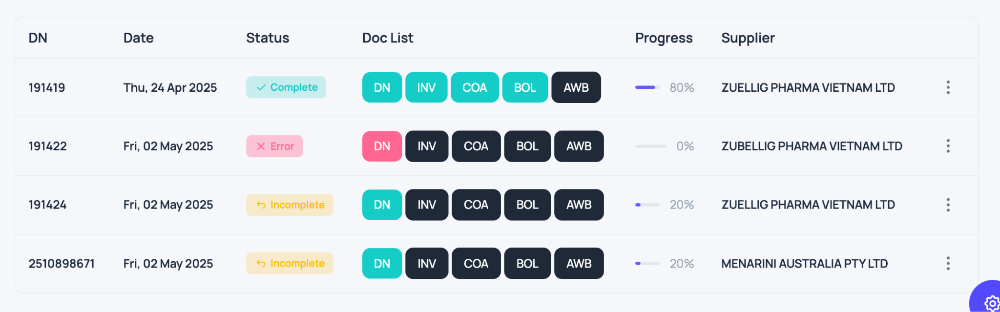 DN Date Status Doc List Progress Supplier
191419 Thu, 24 Apr 2025 Complete DN INV COA BOL AWB 80% ZUELLIG PHARMA VIETNAM LTD
191422 Fri, 02 May 2025 Error DN INV COA BOL AWB 0% ZUBELLIG PHARMA VIETNAM LTD
191424 Fri, 02 May 2025 Incomplete DN INV COA BOL AWB 20% ZUELLIG PHARMA VIETNAM LTD
2510898671 Fri, 02 May 2025 Incomplete DN INV COA BOL AWB 20% MENARINI AUSTRALIA PTY LTD